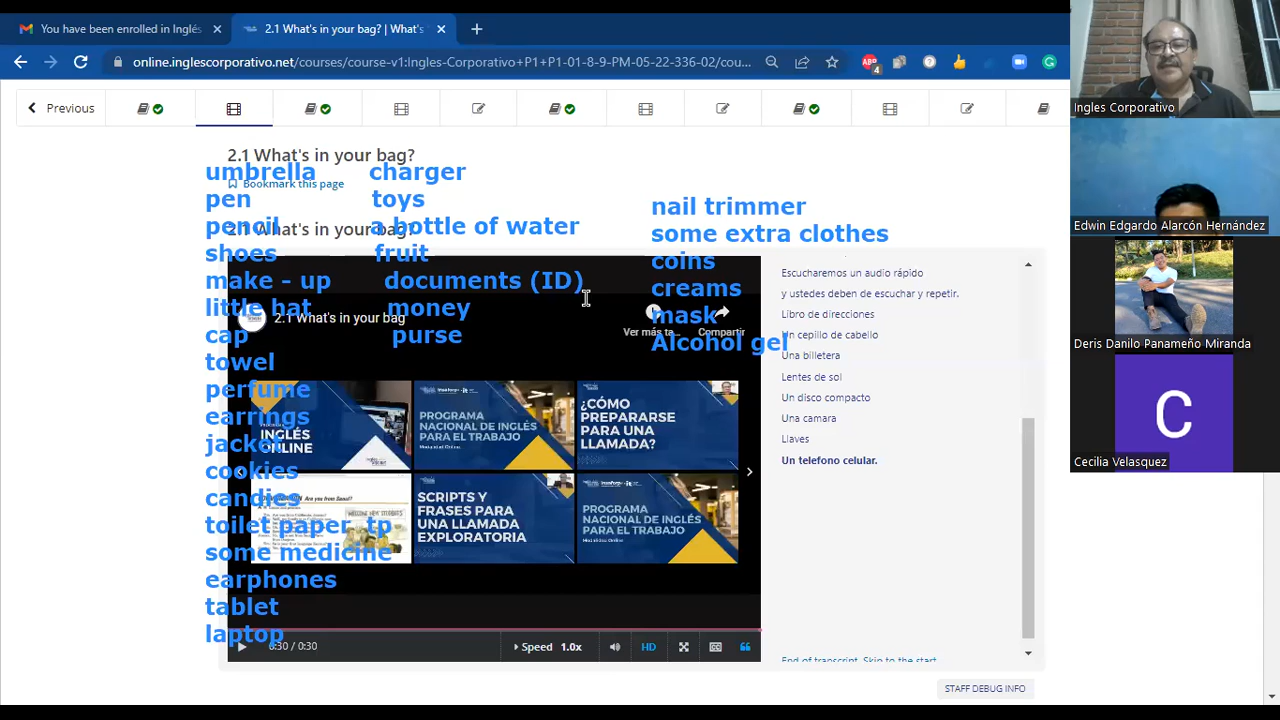 You have been enrolled in Inglés
2.1 What's in your bag? | What's
online.inglescorporativo.net/courses/course-v1:Ingles-Corporativo+P1+P1-01-8-9-PM-05-22-336-02/cou...
Previous
2.1 What's in your bag?
Bookmark this page
2.1 What's in your bag?
umbrella
pen
pencil
shoes
make - up
little hat
cap
towel
perfume
earrings
jacket
cookies
candies
toilet paper tp
some medicine
earphones
tablet
laptop
charger
toys
a bottle of water
fruit
documents (ID)
money
purse
nail trimmer
some extra clothes
coins
creams
mask
Alcohol gel
2.1 What's in your bag
Ver más ta...
Compartir
INGLÉS
ONLINE
PROGRAMA
NACIONAL DE INGLÉS
PARA EL TRABAJO
¿CÓMO
PREPARARSE
PARA UNA
LLAMADA?
SCRIPTS Y
FRASES PARA
UNA LLAMADA
EXPLORATORIA
PROGRAMA
NACIONAL DE INGLÉS
PARA EL TRABAJO
0:30 / 0:30
Speed 1.0x
HD
Escucharemos un audio rápido
y ustedes deben de escuchar y repetir.
Libro de direcciones
Un cepillo de cabello
Una billetera
Lentes de sol
Un disco compacto
Una camara
Llaves
Un telefono celular.
End of transcript. Skip to the start.
STAFF DEBUG INFO
Ingles Corporativo
Edwin Edgardo Alarcón Hernández
Deris Danilo Panameño Miranda
C
Cecilia Velasquez